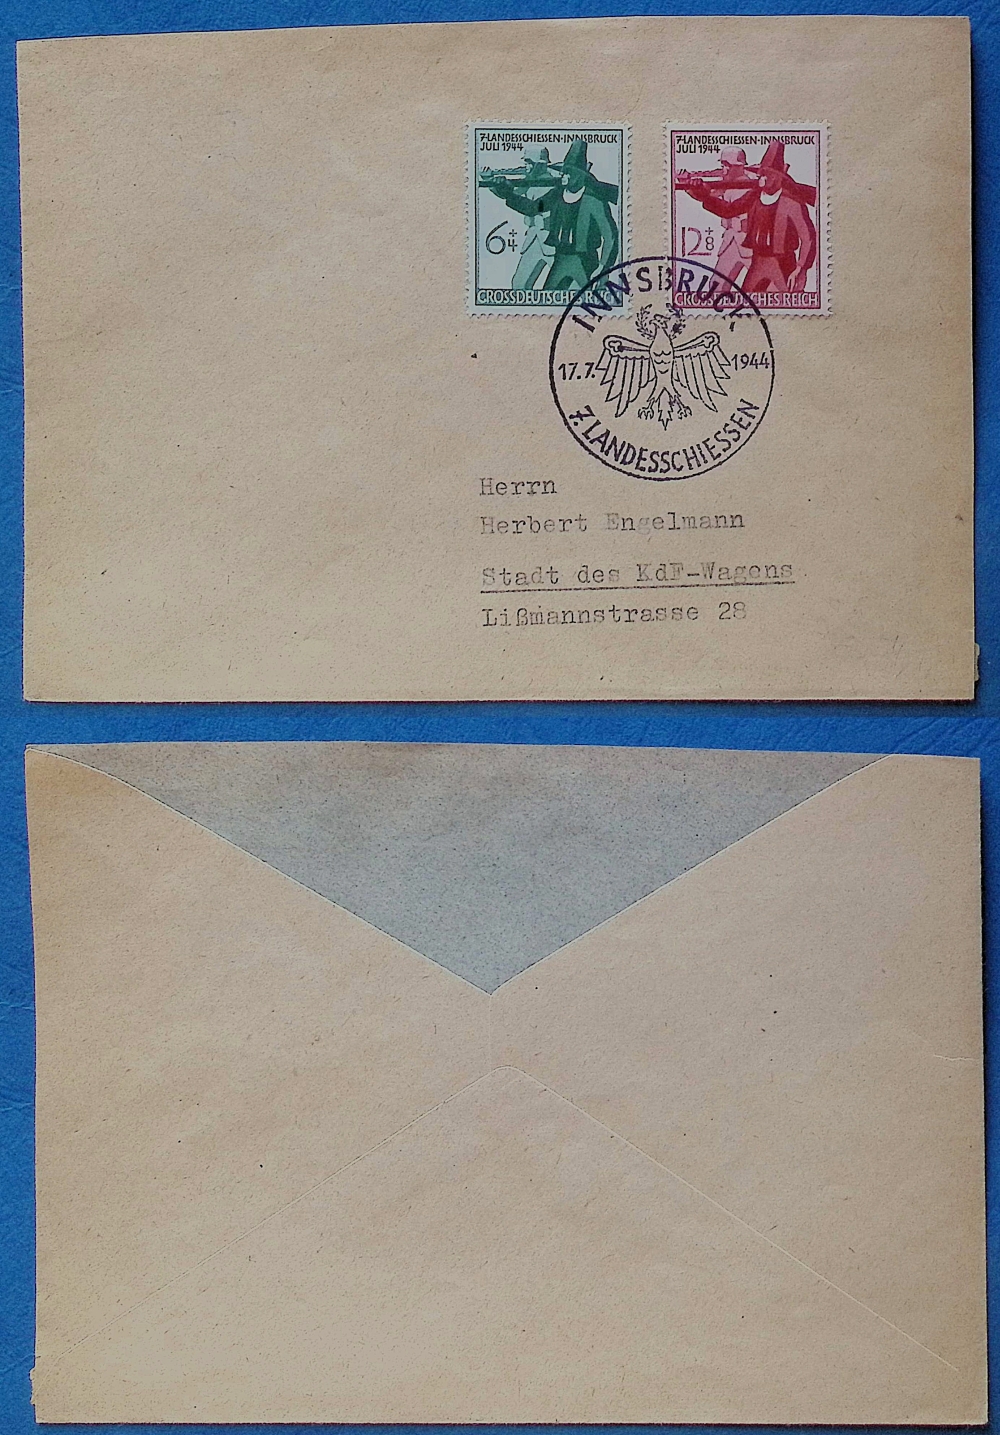 7.LANDESSCHIESSEN·INNSBRUCK
JULI 1944
6+4
GROSSDEUTSCHES REICH
7.LANDESSCHIESSEN·INNSBRUCK
JULI 1944
12+8
GROSSDEUTSCHES REICH
INNSBRUCK
17.7. 1944
7. LANDESSCHIESSEN
Herrn
Herbert Engelmann
Stadt des KdF-Wagens
Lißmannstrasse 28